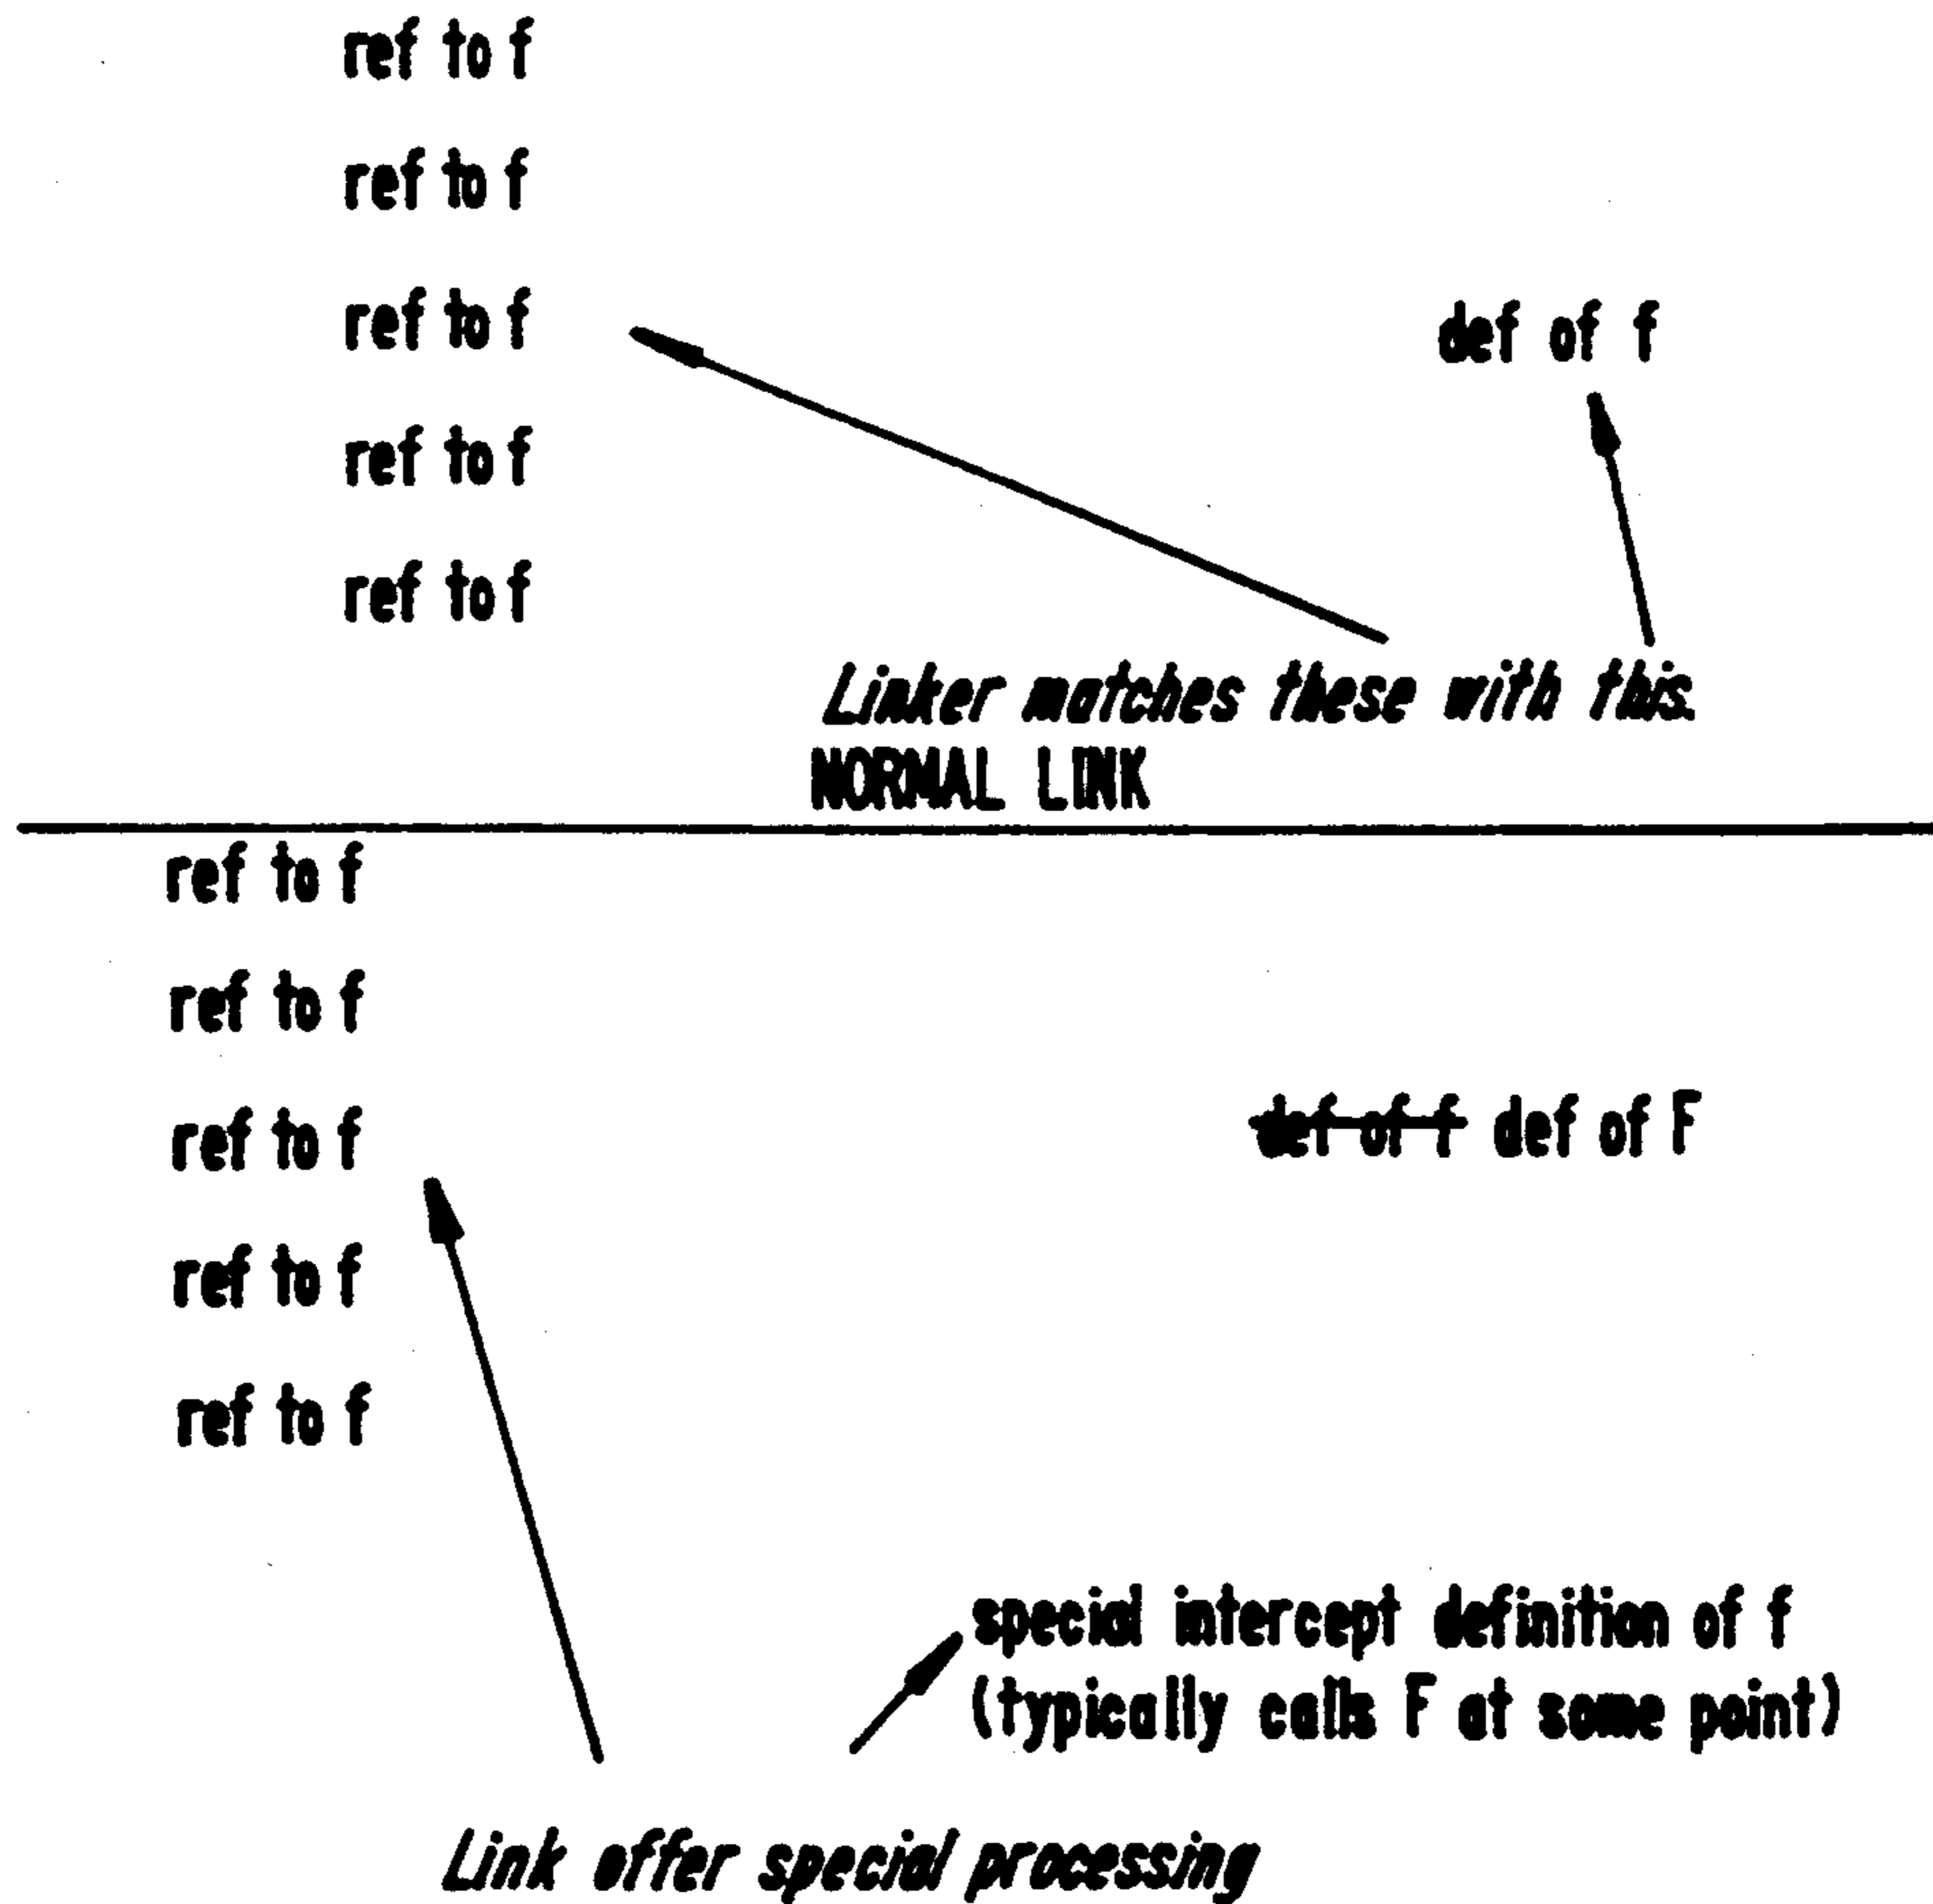 ref to f
ref to f
ref to f
def of f
ref to f
ref to f
Linker matches these with this.
NORMAL LINK
ref to f
ref to f
ref to f
def of f def of F
ref to f
ref to f
special intercept definition of f
(typically calls F at some point)
Link offer special processing